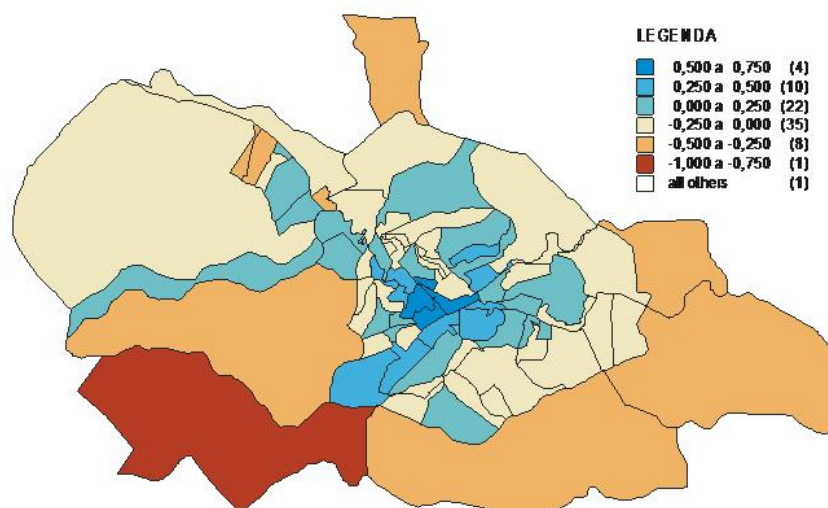 LEGENDA
0,500 a 0,750 (4)
0,250 a 0,500 (10)
0,000 a 0,250 (22)
-0,250 a 0,000 (35)
-0,500 a -0,250 (8)
-1,000 a -0,750 (1)
all others (1)